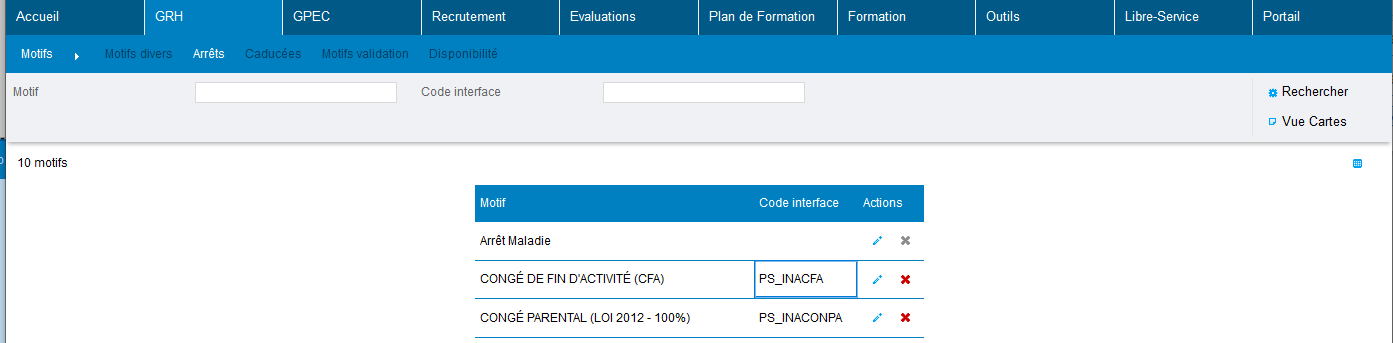 Accueil GRH GPEC Recrutement Evaluations Plan de Formation Formation Outils Libre-Service Portail
Motifs Motifs divers Arrêts Caducées Motifs validation Disponibilité
Motif Code interface Rechercher
Vue Cartes
10 motifs
Motif Code interface Actions
Arrêt Maladie
CONGÉ DE FIN D'ACTIVITÉ (CFA) PS_INACFA
CONGÉ PARENTAL (LOI 2012 - 100%) PS_INACONPA